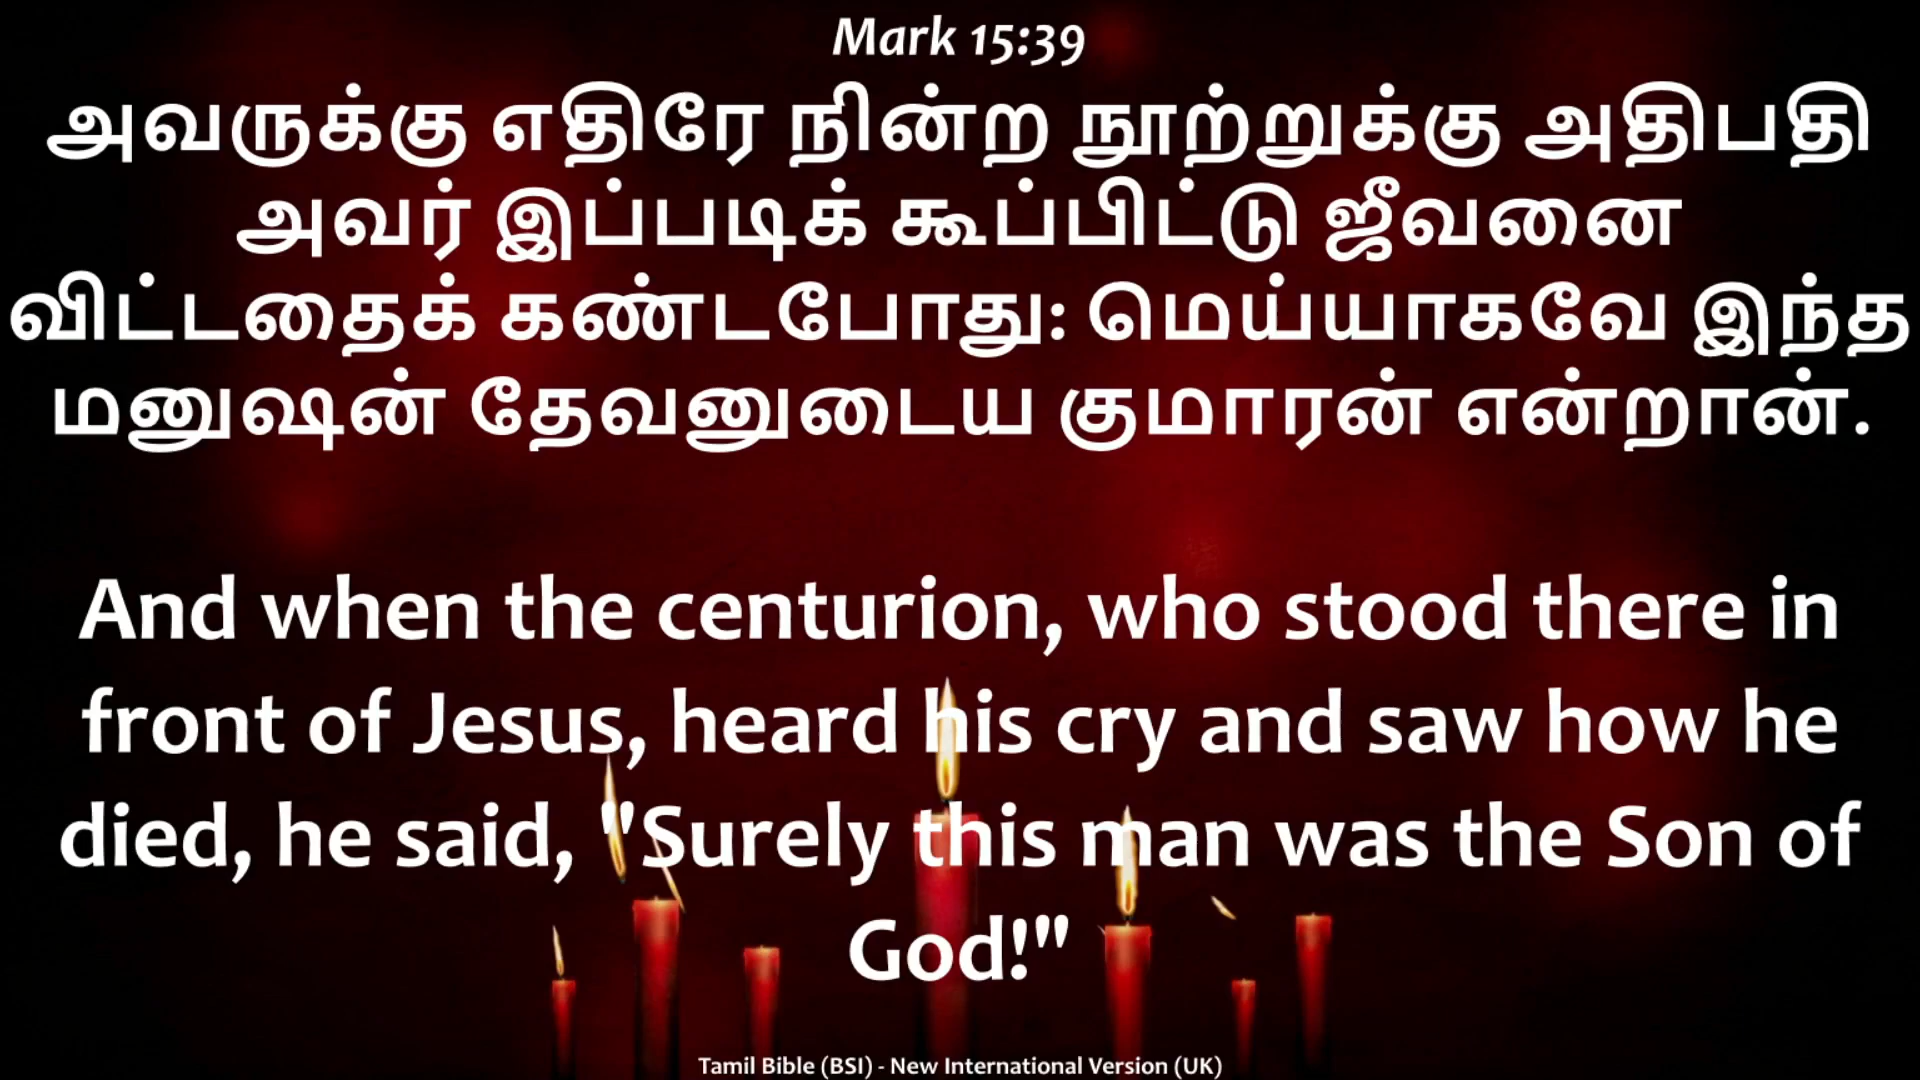 Mark 15:39
அவருக்கு எதிரே நின்ற நூற்றுக்கு அதிபதி
அவர் இப்படிக் கூப்பிட்டு ஜீவனை
விட்டதைக் கண்டபோது: மெய்யாகவே இந்த
மனுஷன் தேவனுடைய குமாரன் என்றான்.
And when the centurion, who stood there in
front of Jesus, heard his cry and saw how he
died, he said, "Surely this man was the Son of
God!"
Tamil Bible (BSI) - New International Version (UK)